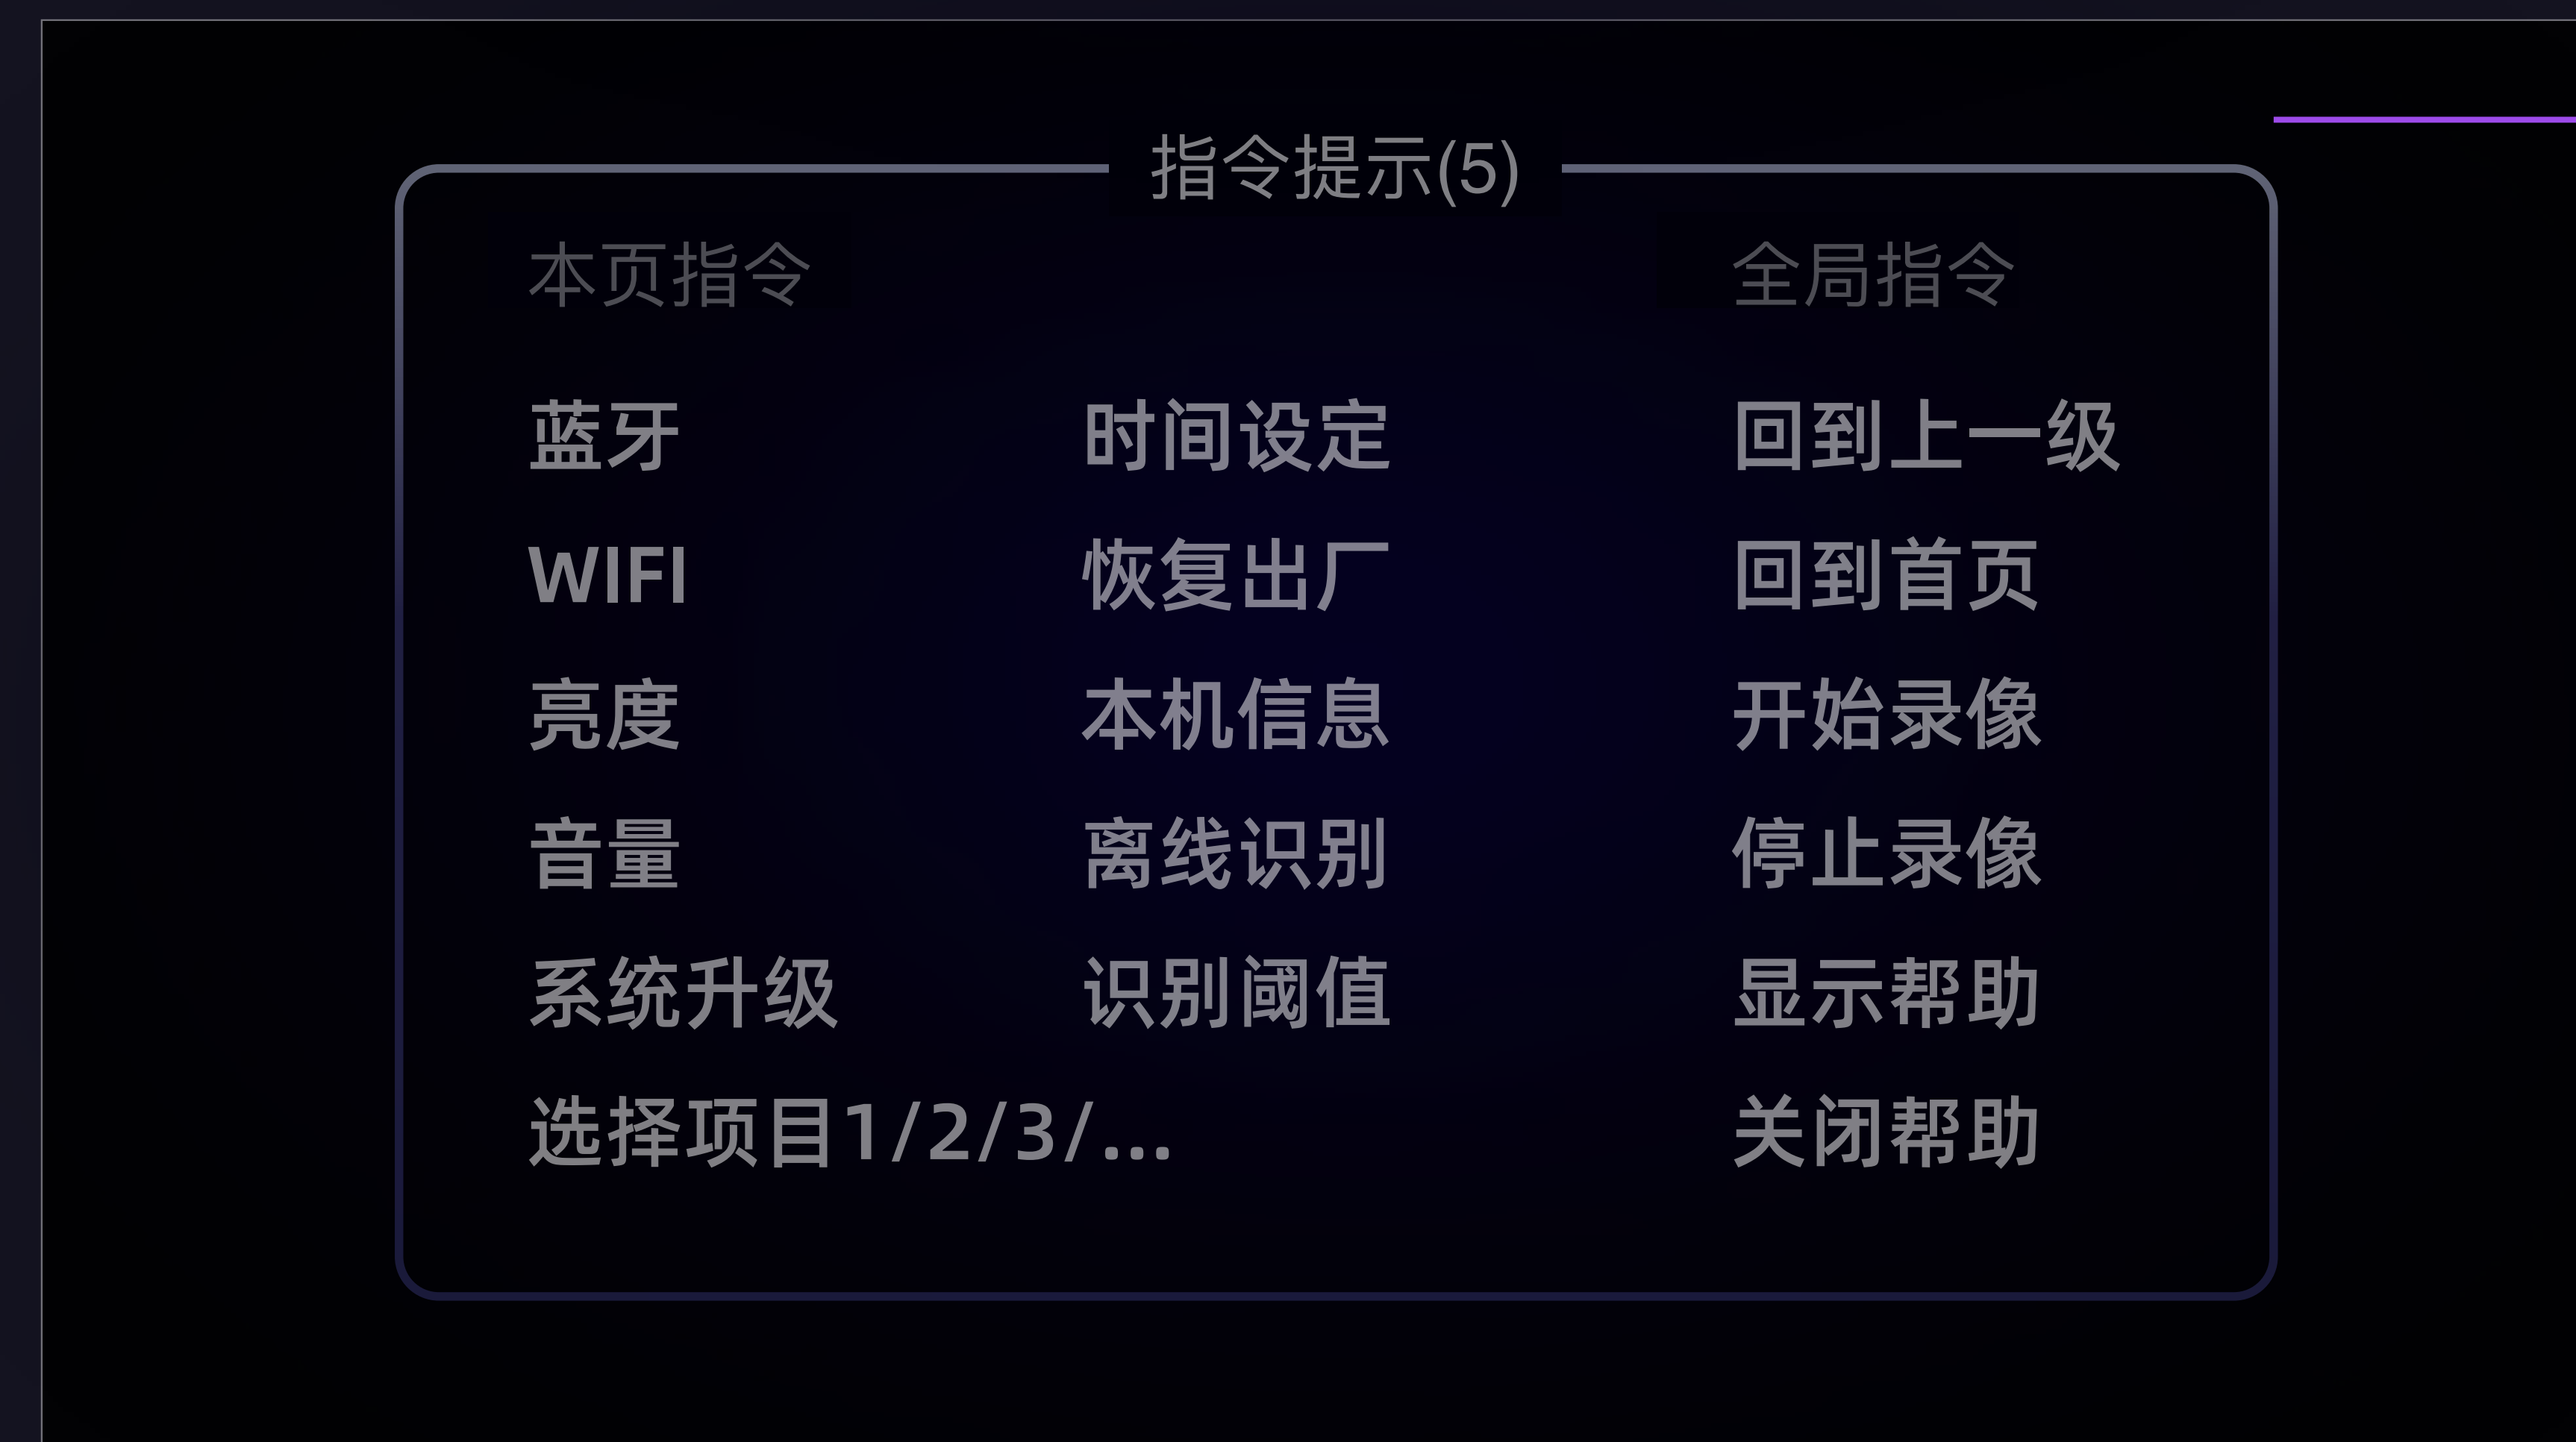 指令提示(5)
本页指令 全局指令
蓝牙 时间设定 回到上一级
WIFI 恢复出厂 回到首页
亮度 本机信息 开始录像
音量 离线识别 停止录像
系统升级 识别阈值 显示帮助
选择项目1/2/3/... 关闭帮助